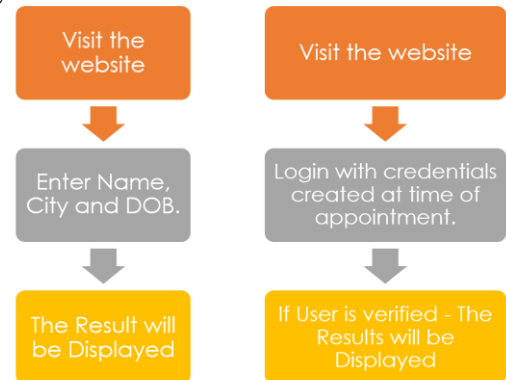 Visit the
website
Enter Name,
City and DOB.
The Result will
be Displayed
Visit the website
Login with credentials
created at time of
appointment.
If User is verified - The
Results will be
Displayed